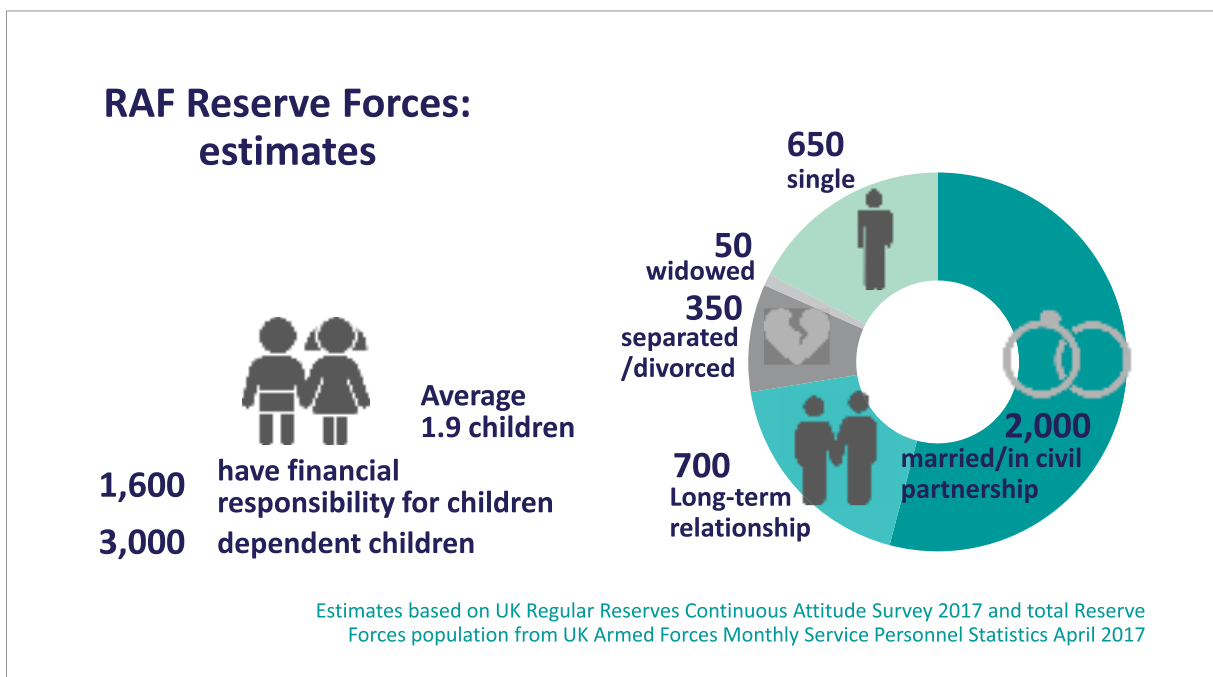 RAF Reserve Forces:
estimates
Average
1.9 children
1,600
have financial
responsibility for children
3,000
dependent children
650
single
50
widowed
350
separated
/divorced
700
Long-term
relationship
2,000
married/in civil
partnership
Estimates based on UK Regular Reserves Continuous Attitude Survey 2017 and total Reserve
Forces population from UK Armed Forces Monthly Service Personnel Statistics April 2017